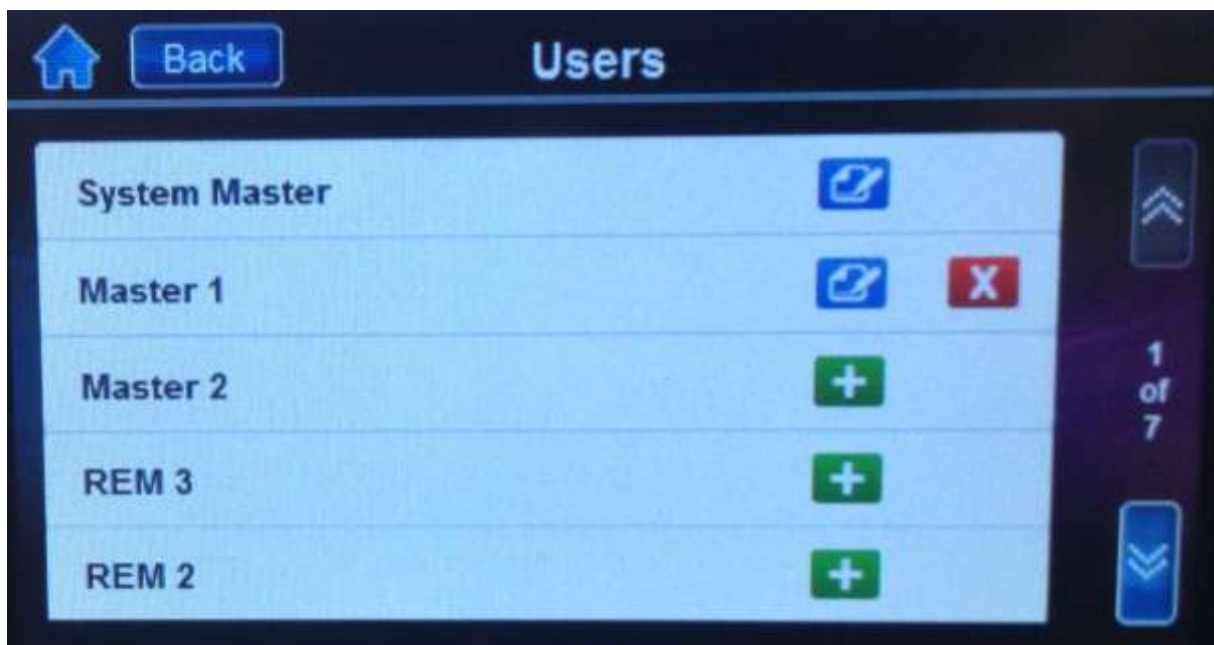 Back
Users
System Master
Master 1
X
Master 2
+
REM 3
+
REM 2
+
1
of
7